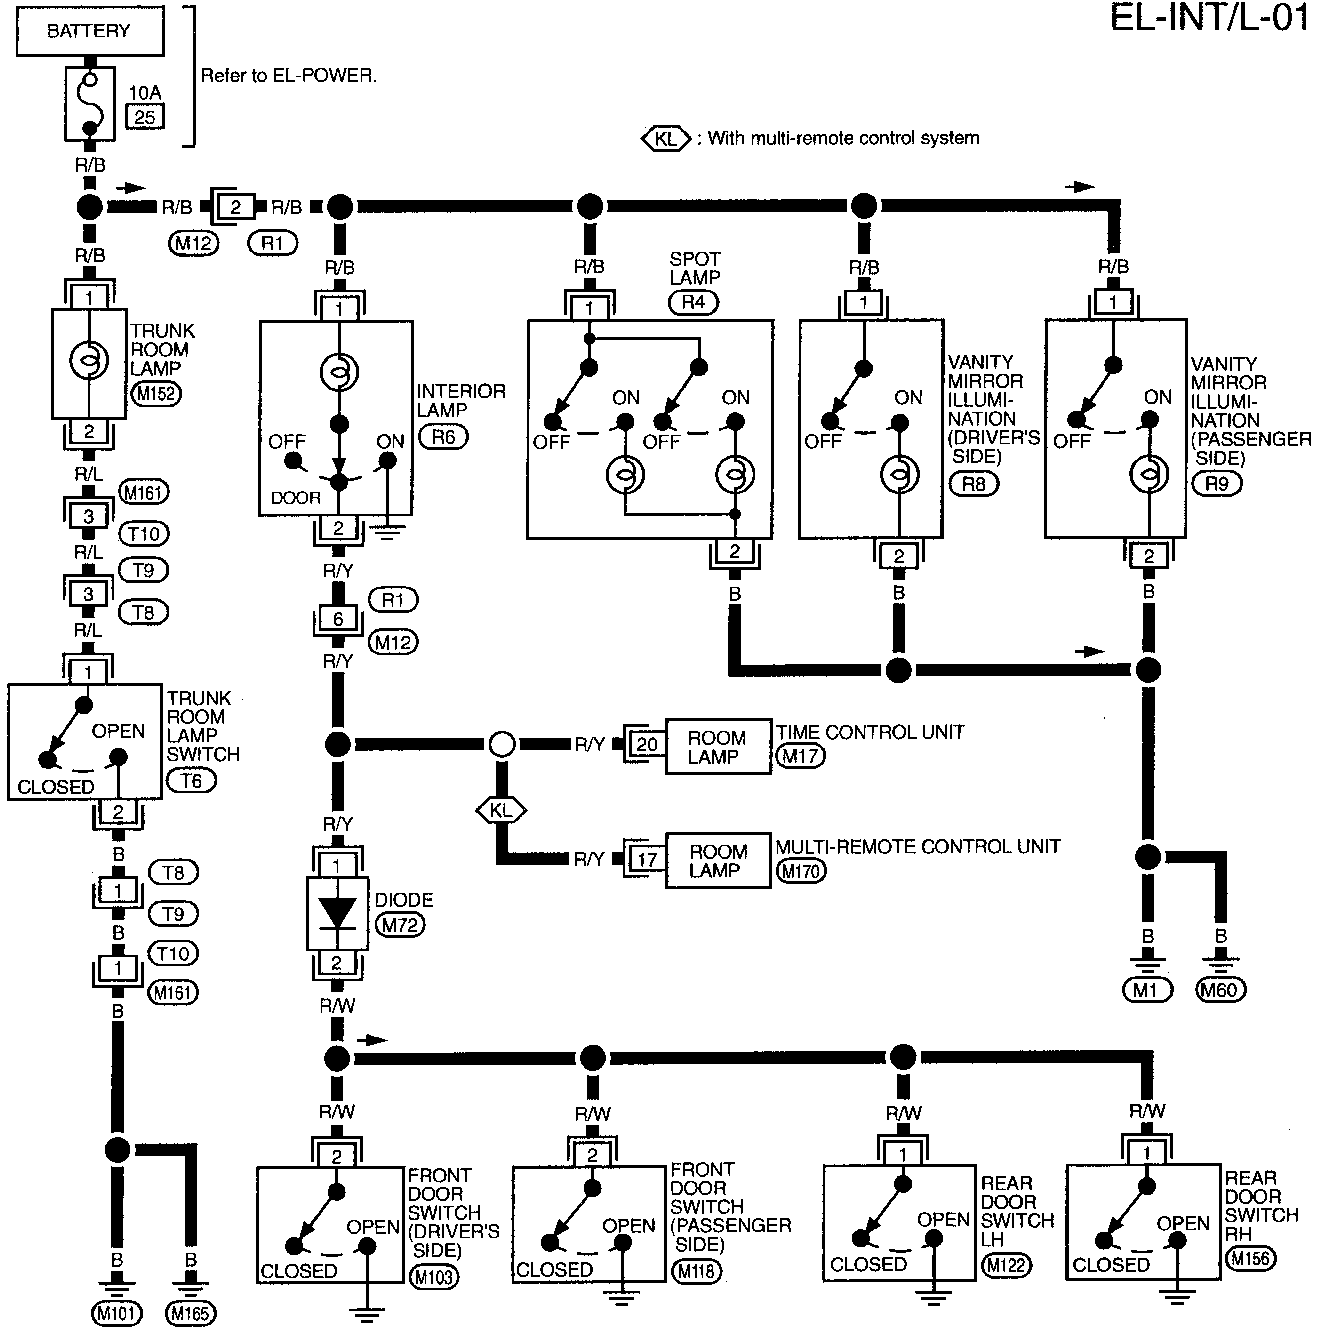 EL-INT/L-01
BATTERY
Refer to EL-POWER.
10A
25
KL : With multi-remote control system
R/B
R/B 2 R/B
M12 R1
R/B
R/B
R/B
R/B
R/B
1
TRUNK
ROOM
LAMP
M152
2
R/L
M161
3
T10
R/L
T9
3
T8
R/L
1
TRUNK
ROOM
LAMP
SWITCH
T6
OPEN
CLOSED
2
B
T8
1
T9
B
T10
1
M161
B
B
B
M101
M165
1
INTERIOR
LAMP
R6
OFF
ON
DOOR
2
R/Y
R1
6
M12
R/Y
SPOT
LAMP
R4
1
ON
ON
OFF
OFF
2
B
1
VANITY
MIRROR
ILLUMI-
NATION
(DRIVER'S
SIDE)
R8
ON
OFF
2
B
1
VANITY
MIRROR
ILLUMI-
NATION
(PASSENGER
SIDE)
R9
ON
OFF
2
B
R/Y 20 ROOM
LAMP
TIME CONTROL UNIT
M17
KL
R/Y 17 ROOM
LAMP
MULTI-REMOTE CONTROL UNIT
M170
B
B
M1
M60
R/Y
1
DIODE
M72
2
R/W
R/W
R/W
R/W
R/W
2
FRONT
DOOR
SWITCH
(DRIVER'S
SIDE)
M103
OPEN
CLOSED
2
FRONT
DOOR
SWITCH
(PASSENGER
SIDE)
M118
OPEN
CLOSED
1
REAR
DOOR
SWITCH
LH
M122
OPEN
CLOSED
1
REAR
DOOR
SWITCH
RH
M156
OPEN
CLOSED